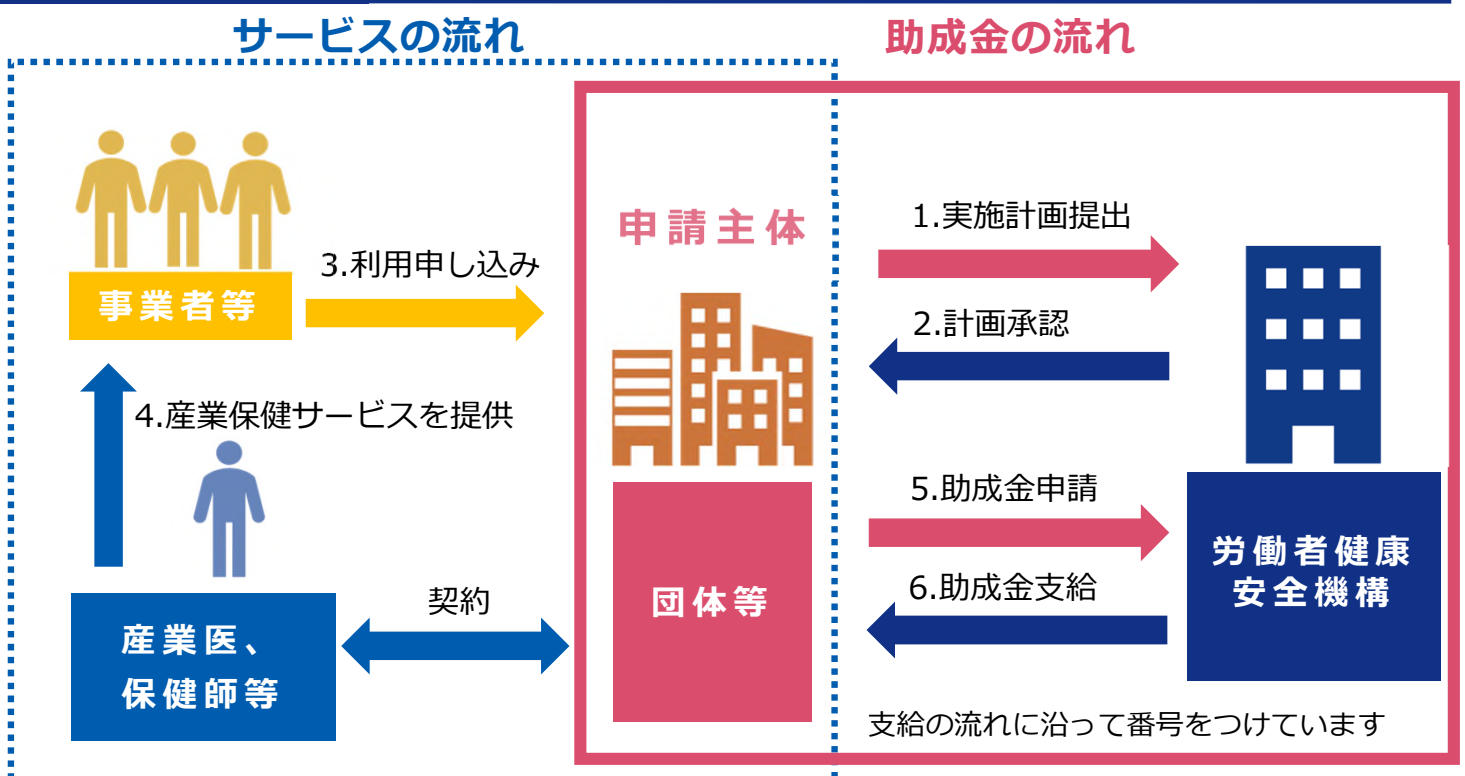 サービスの流れ
助成金の流れ
申請主体
1.実施計画提出
3.利用申し込み
事業者等
2.計画承認
4.産業保健サービスを提供
5.助成金申請
労働者健康
安全機構
6.助成金支給
契約
団体等
産業医、
保健師等
支給の流れに沿って番号をつけています